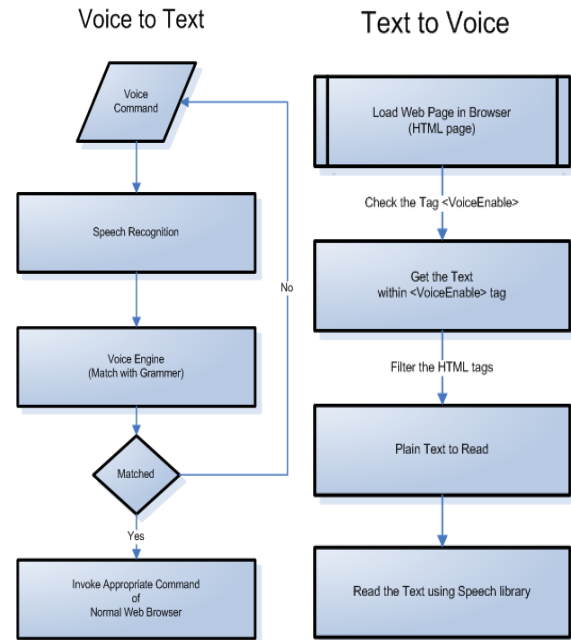 Voice to Text
Voice
Command
Speech Recognition
No
Voice Engine
(Match with Grammer)
Matched
Yes
Invoke Appropriate Command
of
Normal Web Browser
Text to Voice
Load Web Page in Browser
(HTML page)
Check the Tag <VoiceEnable>
Get the Text
within <VoiceEnable> tag
Filter the HTML tags
Plain Text to Read
Read the Text using Speech library